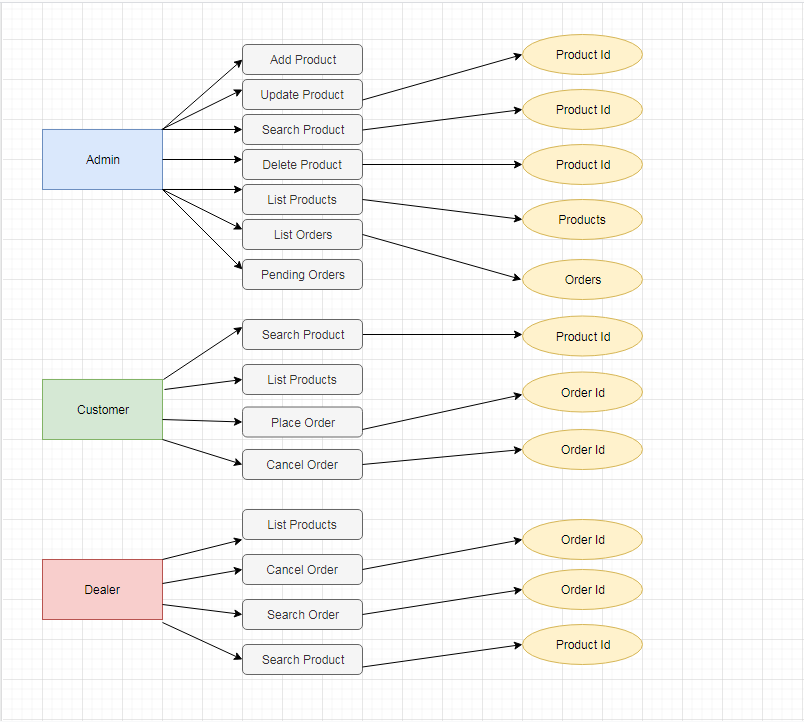 Add Product
Product Id
Update Product
Product Id
Search Product
Admin
Delete Product
Product Id
List Products
Products
List Orders
Pending Orders
Orders
Search Product
Product Id
List Products
Order Id
Customer
Place Order
Order Id
Cancel Order
List Products
Order Id
Cancel Order
Dealer
Order Id
Search Order
Product Id
Search Product